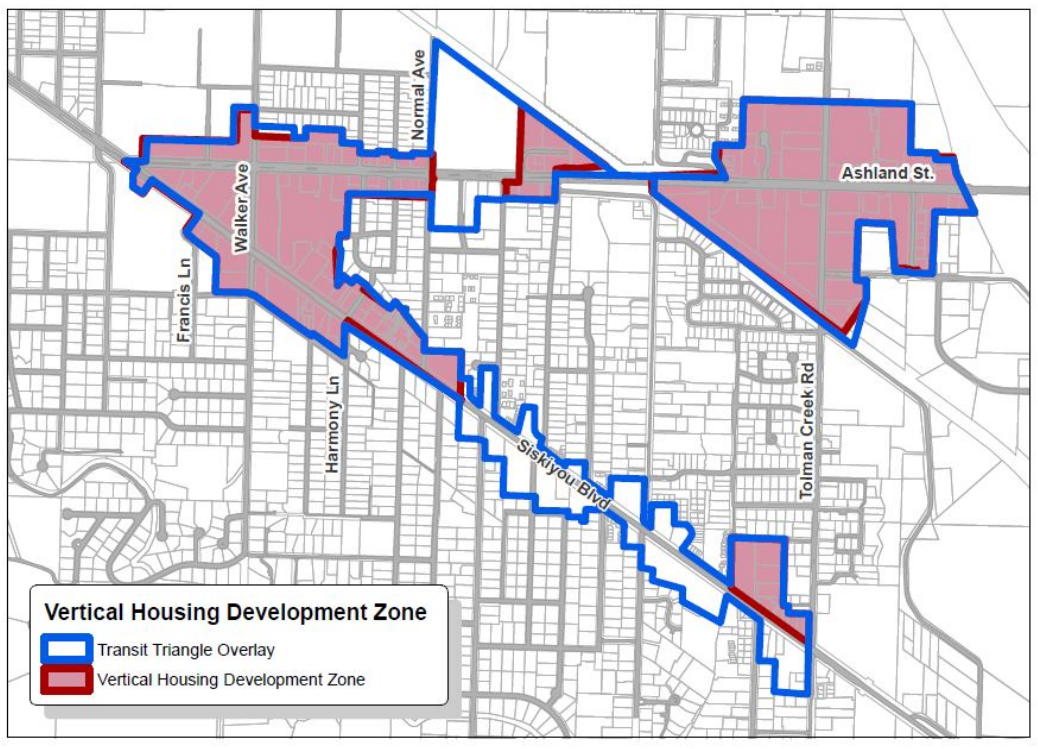 Normal Ave
Ashland St.
Walker Ave
Francis Ln
Harmony Ln
Tolman Creek Rd
Siskiyou Blvd
Vertical Housing Development Zone
Transit Triangle Overlay
Vertical Housing Development Zone